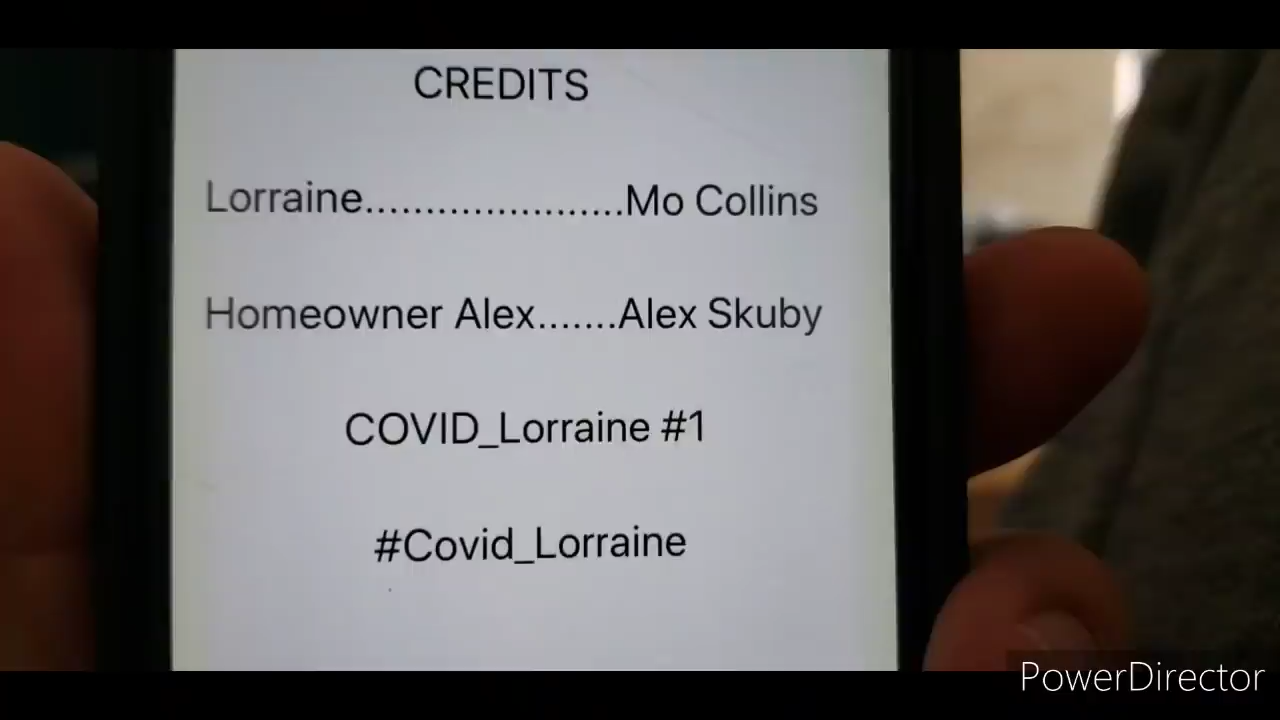 CREDITS
Lorraine.....................Mo Collins
Homeowner Alex.......Alex Skuby
COVID_Lorraine #1
#Covid_Lorraine
PowerDirector